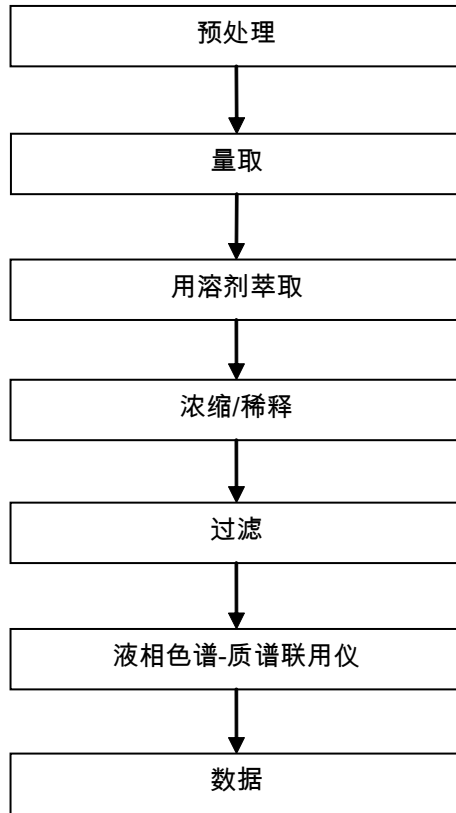 预处理
量取
用溶剂萃取
浓缩/稀释
过滤
液相色谱-质谱联用仪
数据